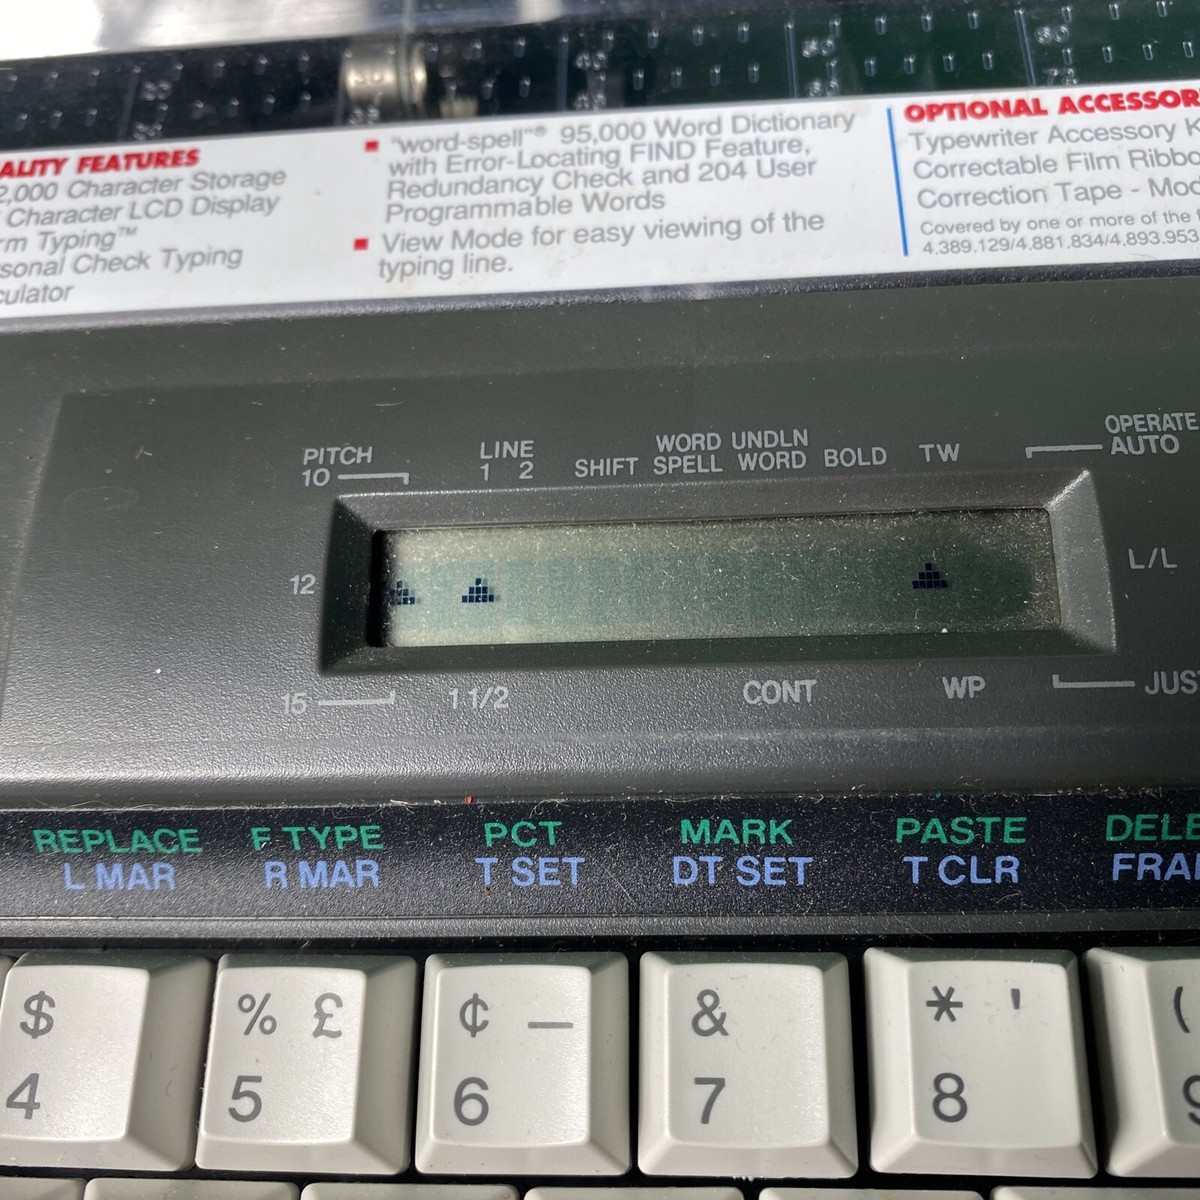 ALITY FEATURES
2,000 Character Storage
Character LCD Display
rm Typing™
rsonal Check Typing
culator
"word-spell"® 95,000 Word Dictionary
with Error-Locating FIND Feature,
Redundancy Check and 204 User
Programmable Words
View Mode for easy viewing of the
typing line.
OPTIONAL ACCESSOR
Typewriter Accessory K
Correctable Film Ribbo
Correction Tape - Mod
Covered by one or more of the
4,389,129/4,881,834/4,893,953
PITCH
10
12
15
LINE
1 2
1 1/2
SHIFT
WORD
SPELL
UNDLN
WORD
BOLD
TW
OPERATE
AUTO
L/L
CONT
WP
JUST
REPLACE F TYPE PCT MARK PASTE DELE
L MAR R MAR T SET DT SET T CLR FRA
$ % £ ¢ — & * ' (
4 5 6 7 8 9